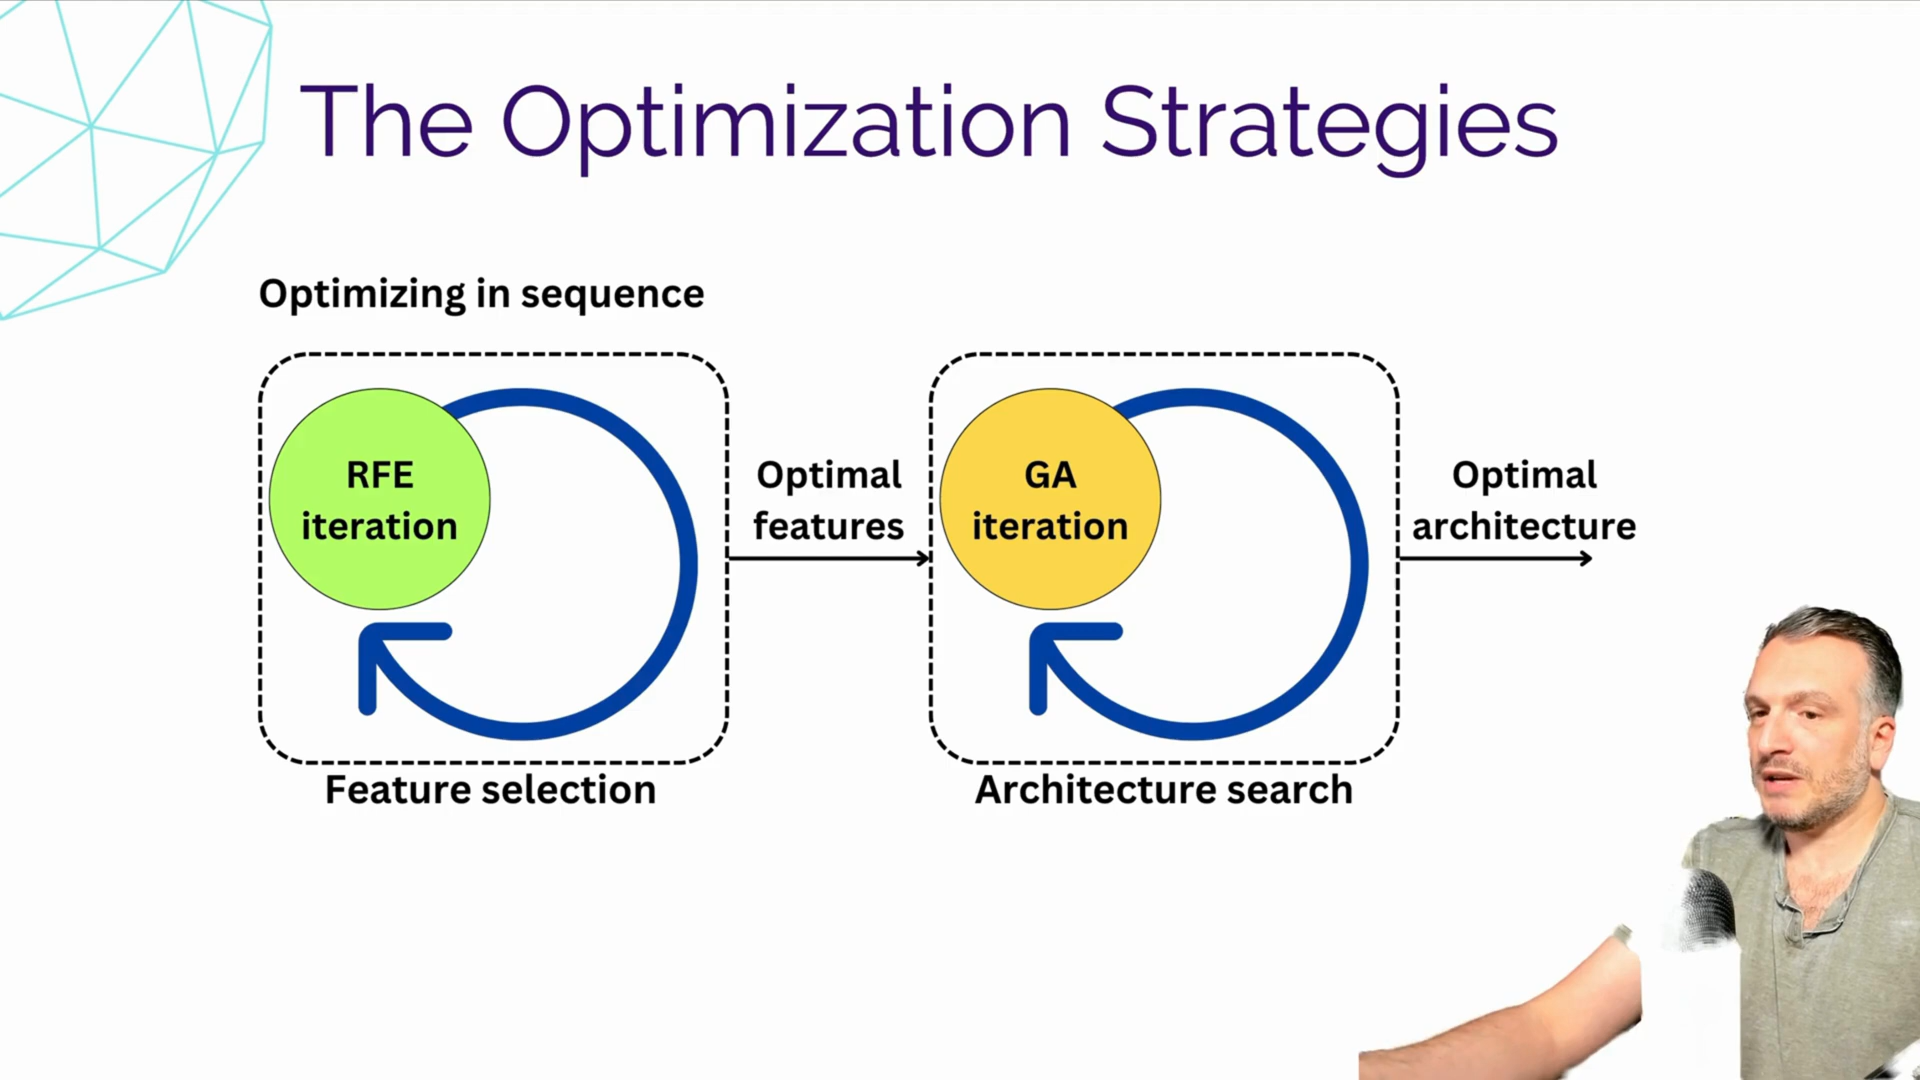 The Optimization Strategies
Optimizing in sequence
RFE
iteration
Optimal
features
GA
iteration
Optimal
architecture
Feature selection
Architecture search